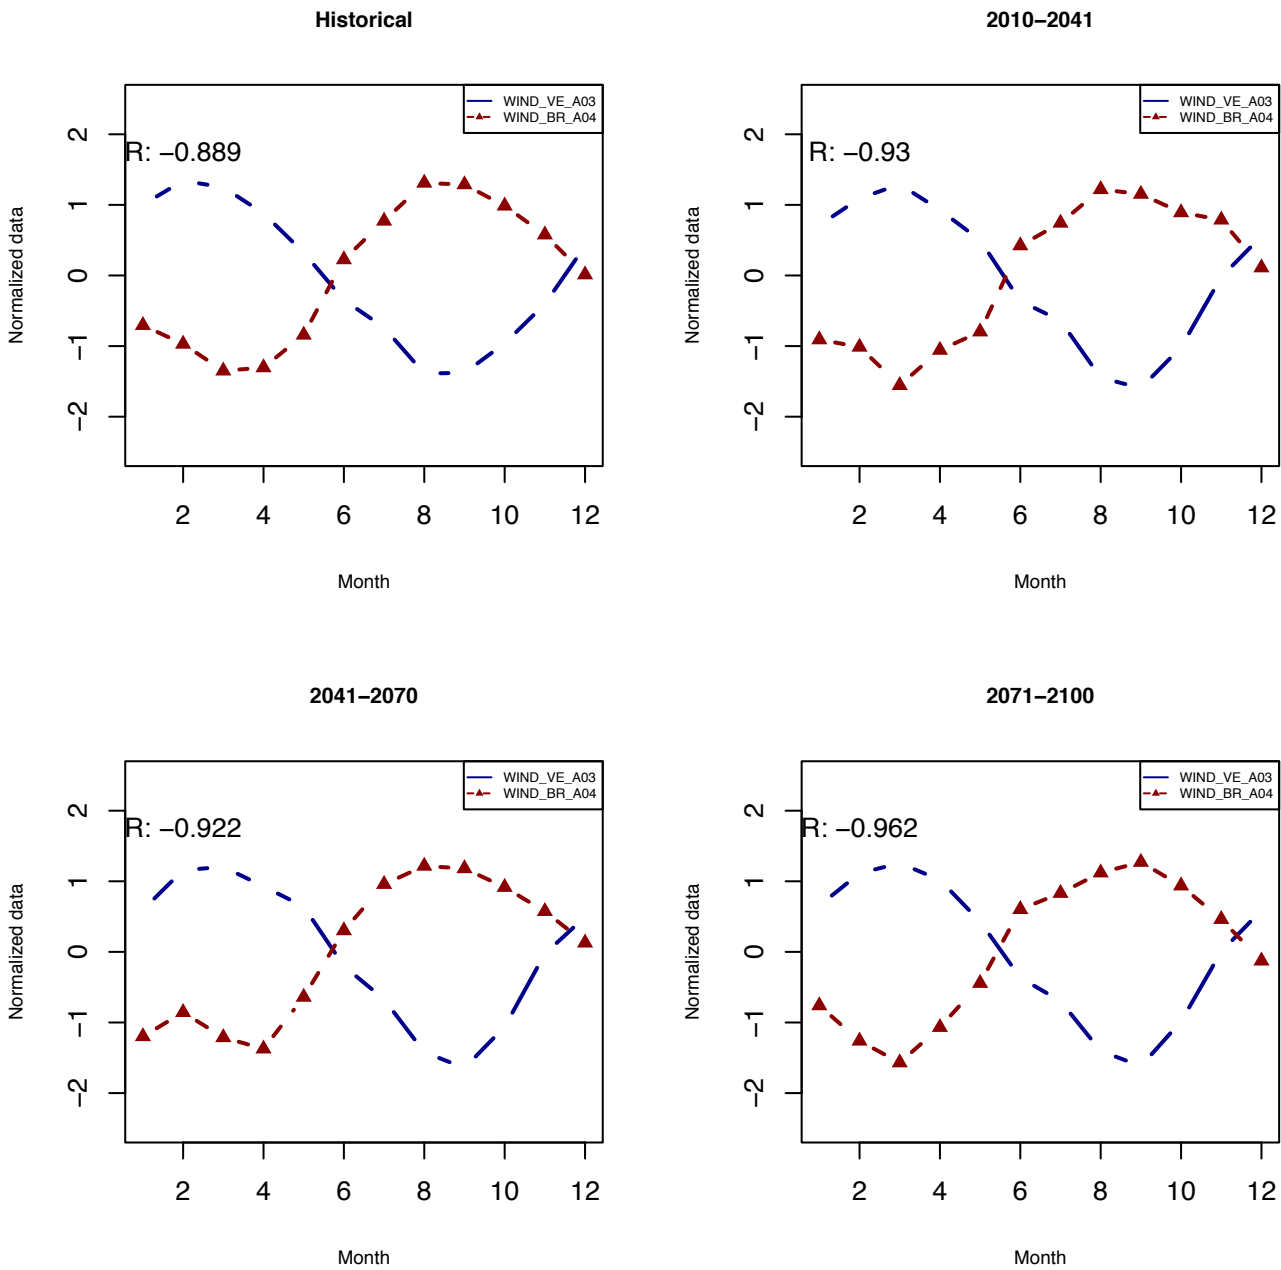 Historical
WIND_VE_A03
WIND_BR_A04
R: −0.889
Normalized data
2
1
0
−1
−2
2 4 6 8 10 12
Month
2010−2041
WIND_VE_A03
WIND_BR_A04
R: −0.93
Normalized data
2
1
0
−1
−2
2 4 6 8 10 12
Month
2041−2070
WIND_VE_A03
WIND_BR_A04
R: −0.922
Normalized data
2
1
0
−1
−2
2 4 6 8 10 12
Month
2071−2100
WIND_VE_A03
WIND_BR_A04
R: −0.962
Normalized data
2
1
0
−1
−2
2 4 6 8 10 12
Month